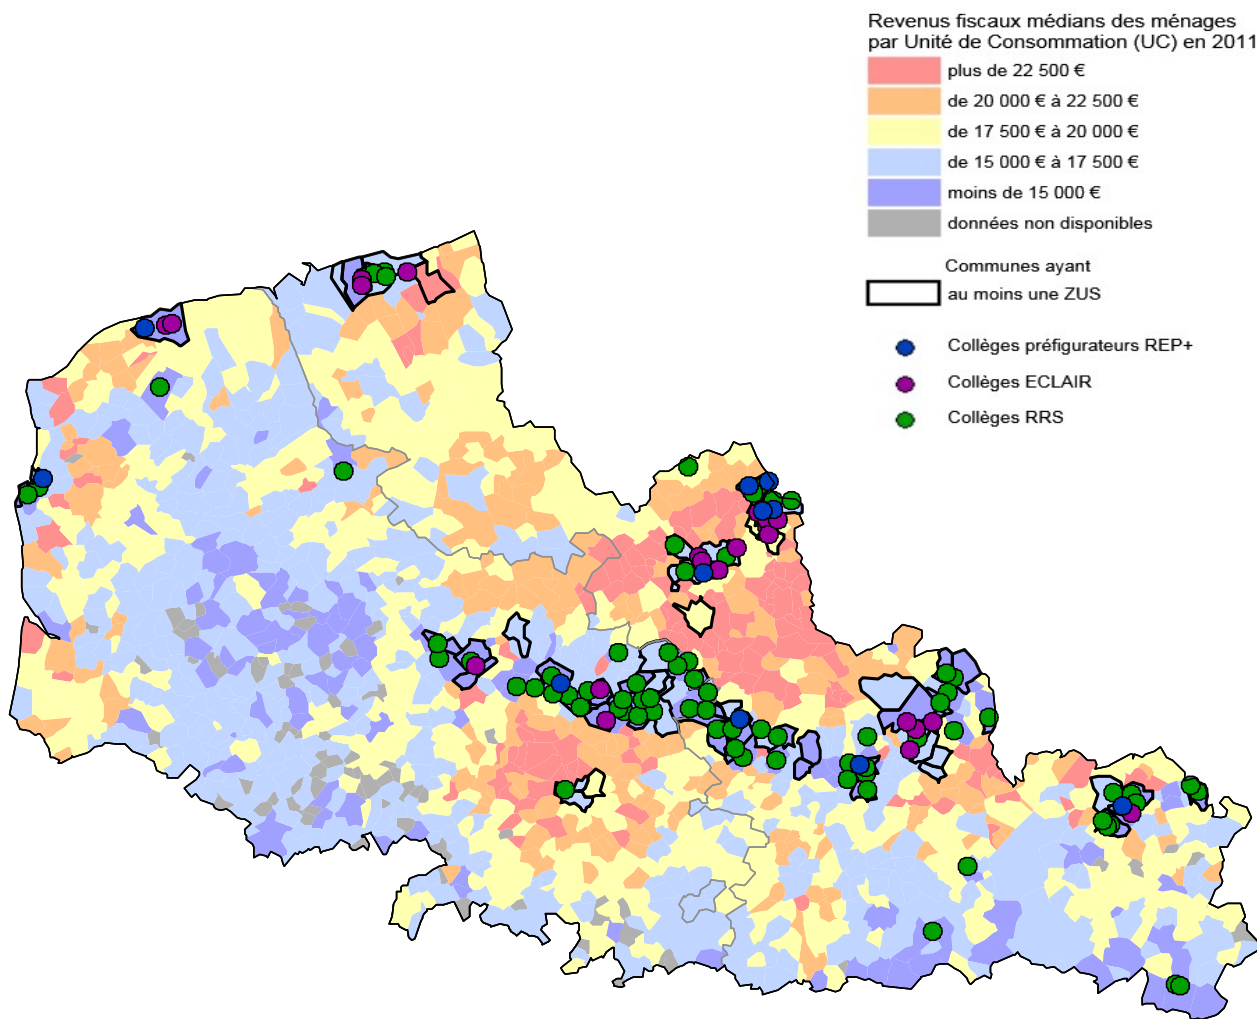 Revenus fiscaux médians des ménages
par Unité de Consommation (UC) en 2011
plus de 22 500 €
de 20 000 € à 22 500 €
de 17 500 € à 20 000 €
de 15 000 € à 17 500 €
moins de 15 000 €
données non disponibles
Communes ayant
au moins une ZUS
Collèges préfigurateurs REP+
Collèges ECLAIR
Collèges RRS